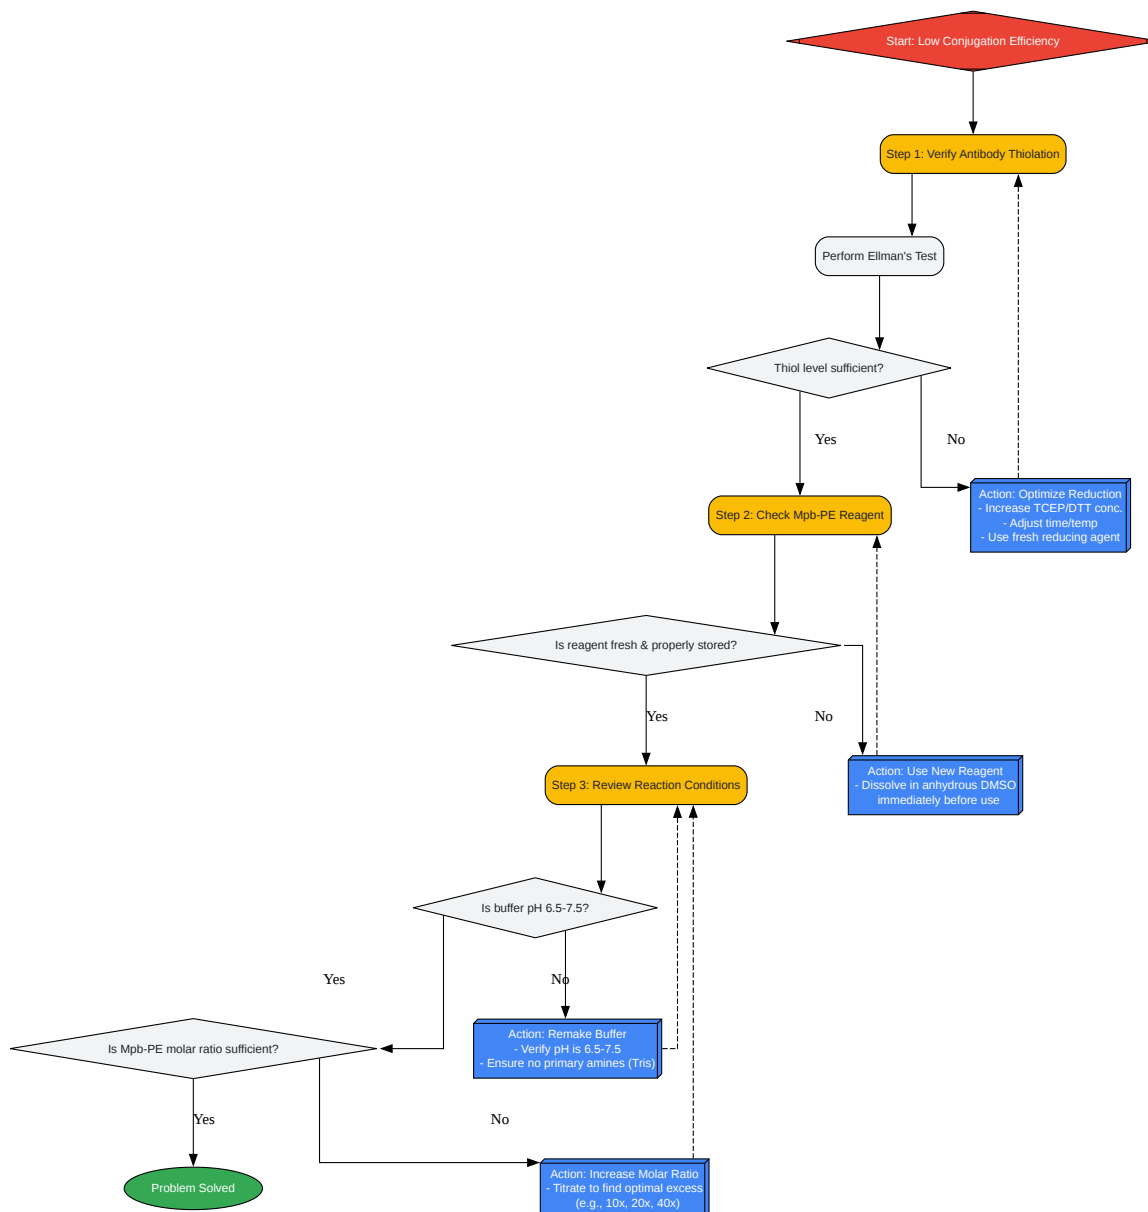 Start: Low Conjugation Efficiency
Step 1: Verify Antibody Thiolation
Perform Ellman's Test
Thiol level sufficient?
Yes
No
Action: Optimize Reduction
- Increase TCEP/DTT conc.
- Adjust time/temp
- Use fresh reducing agent
Step 2: Check Mpb-PE Reagent
Is reagent fresh & properly stored?
Yes
No
Action: Use New Reagent
- Dissolve in anhydrous DMSO
immediately before use
Step 3: Review Reaction Conditions
Is buffer pH 6.5-7.5?
Yes
No
Action: Remake Buffer
- Verify pH is 6.5-7.5
- Ensure no primary amines (Tris)
Is Mpb-PE molar ratio sufficient?
Yes
No
Action: Increase Molar Ratio
- Titrate to find optimal excess
(e.g., 10x, 20x, 40x)
Problem Solved